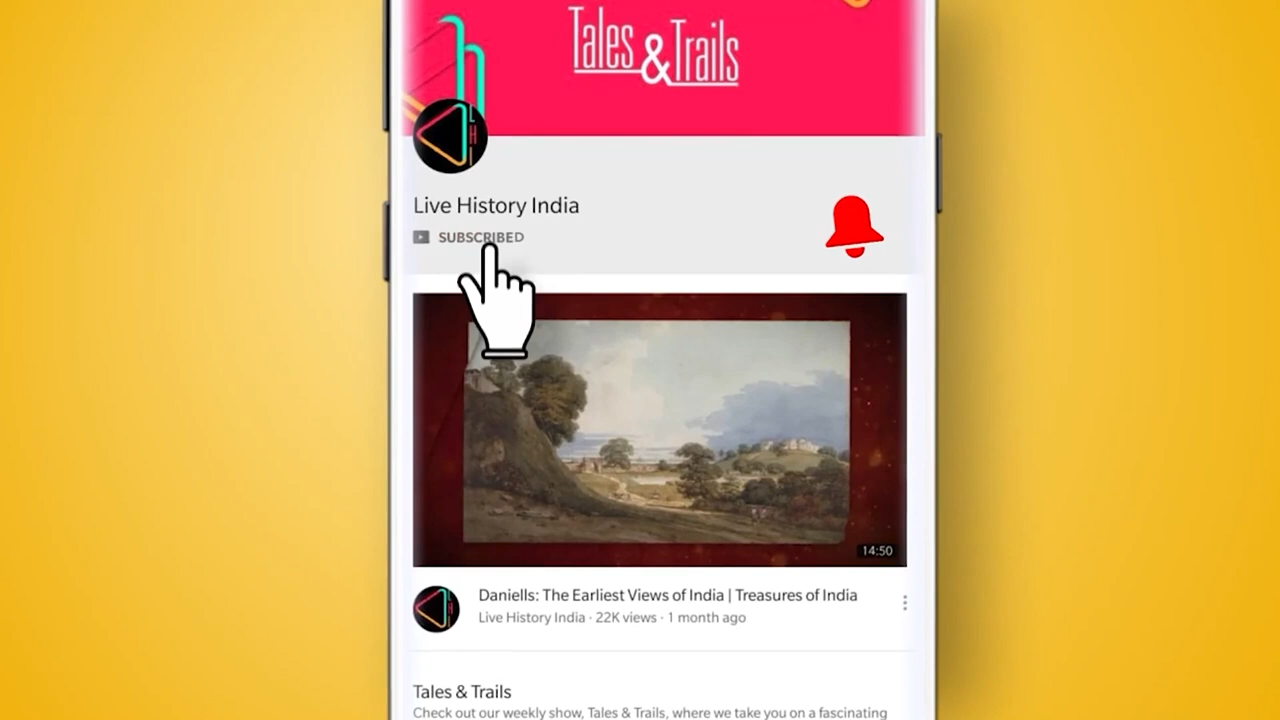 Tales & Trails
LHI
Live History India
SUBSCRIBED
14:50
Daniells: The Earliest Views of India | Treasures of India
Live History India · 22K views · 1 month ago
Tales & Trails
Check out our weekly show, Tales & Trails, where we take you on a fascinating